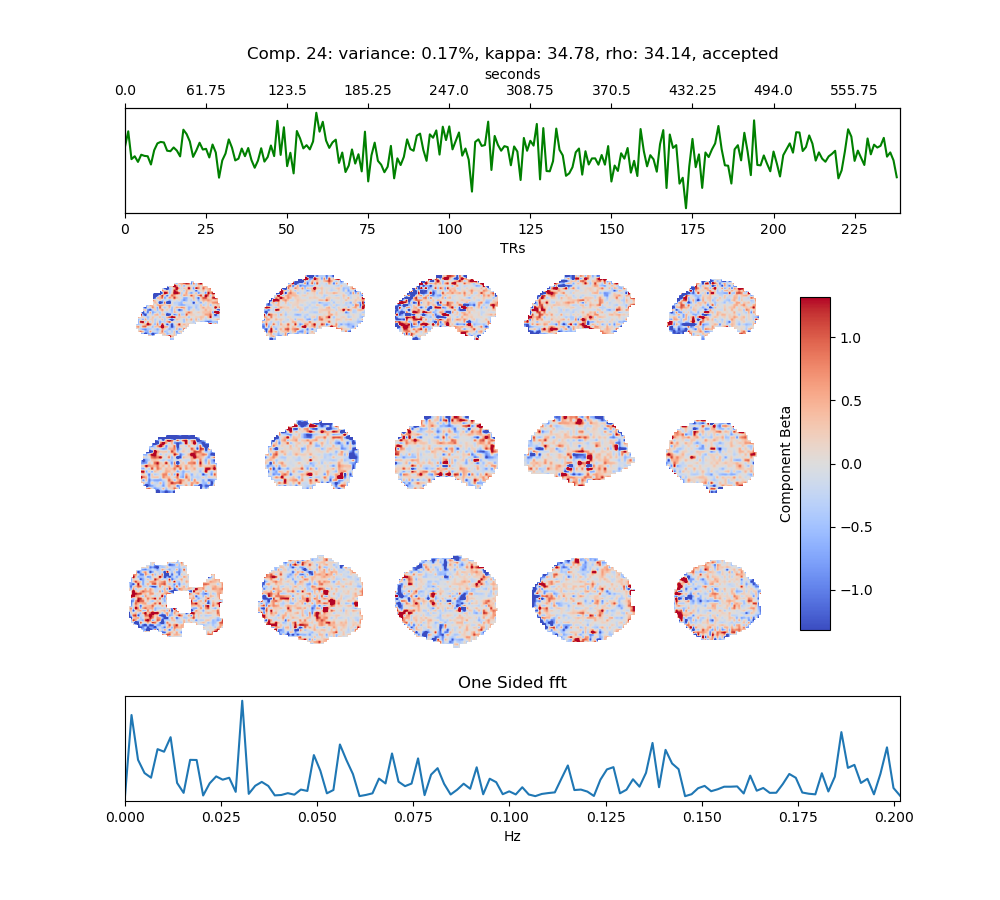 Comp. 24: variance: 0.17%, kappa: 34.78, rho: 34.14, accepted
seconds
0.0 61.75 123.5 185.25 247.0 308.75 370.5 432.25 494.0 555.75
0 25 50 75 100 125 150 175 200 225
TRs
1.0
0.5
0.0
−0.5
−1.0
Component Beta
One Sided fft
0.000 0.025 0.050 0.075 0.100 0.125 0.150 0.175 0.200
Hz